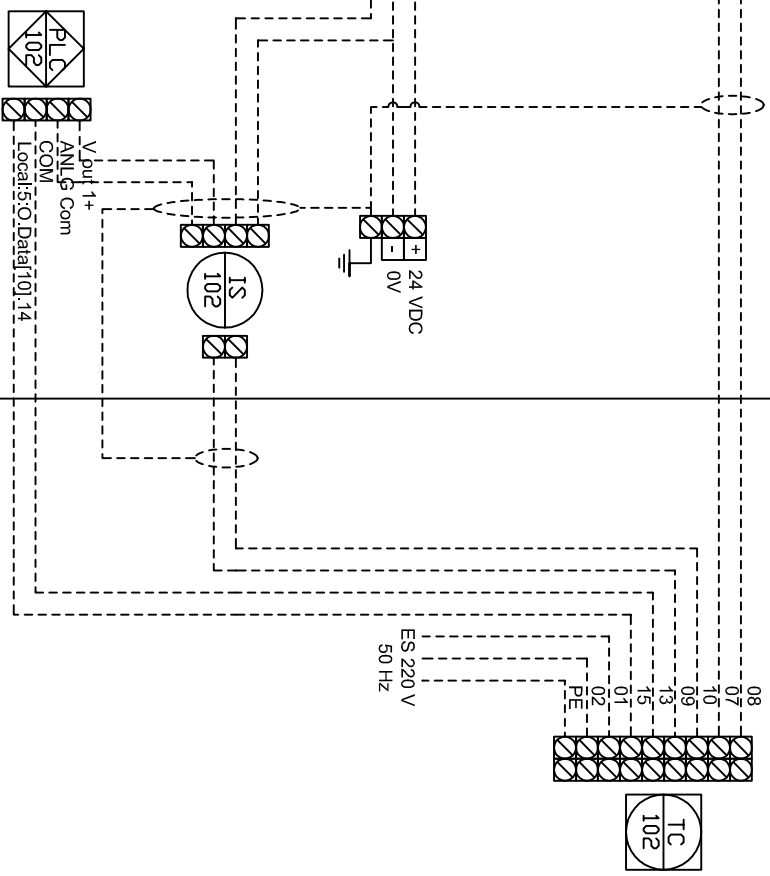 PLC
102
V out 1+
ANLG Com
COM
Local:5:O.Data[10].14
IS
102
+
-
24 VDC
0V
ES 220 V
50 Hz
08
07
10
09
13
15
01
02
PE
TC
102